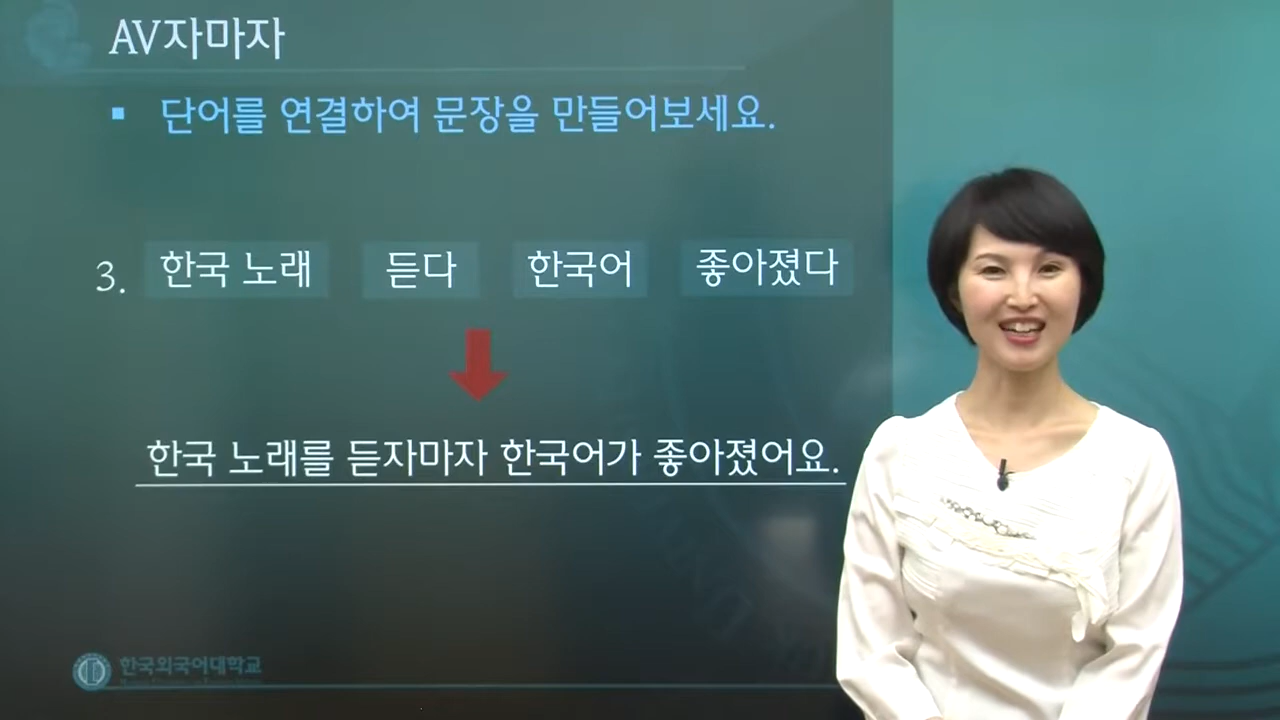 AV자마자
▪ 단어를 연결하여 문장을 만들어보세요.
3. 한국 노래 듣다 한국어 좋아졌다
한국 노래를 듣자마자 한국어가 좋아졌어요.
한국외국어대학교